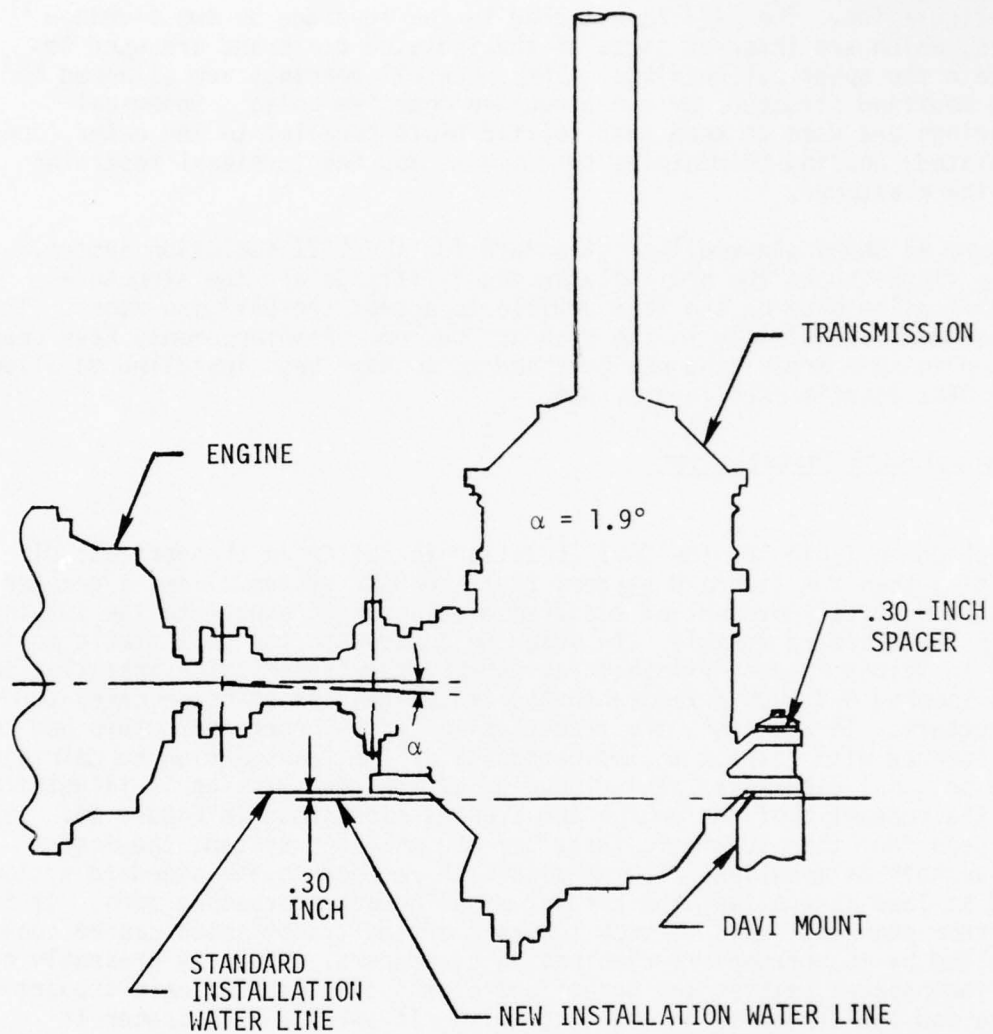 TRANSMISSION
ENGINE
α = 1.9°
.30-INCH
SPACER
α
.30
INCH
DAVI MOUNT
STANDARD
INSTALLATION
WATER LINE
NEW INSTALLATION WATER LINE